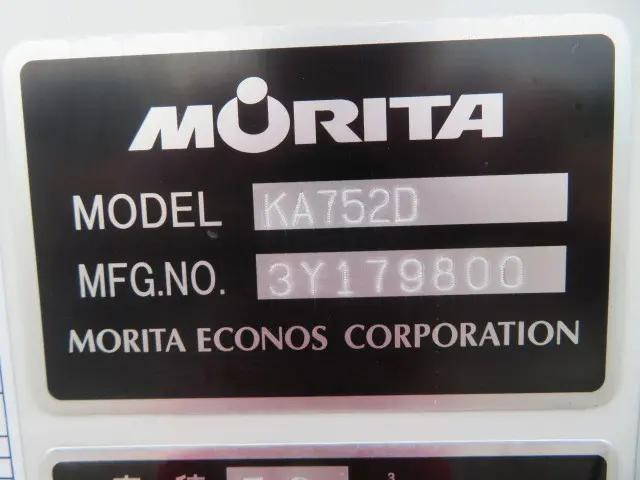 MORITA
MODEL KA752D
MFG.NO. 3Y179800
MORITA ECONOS CORPORATION